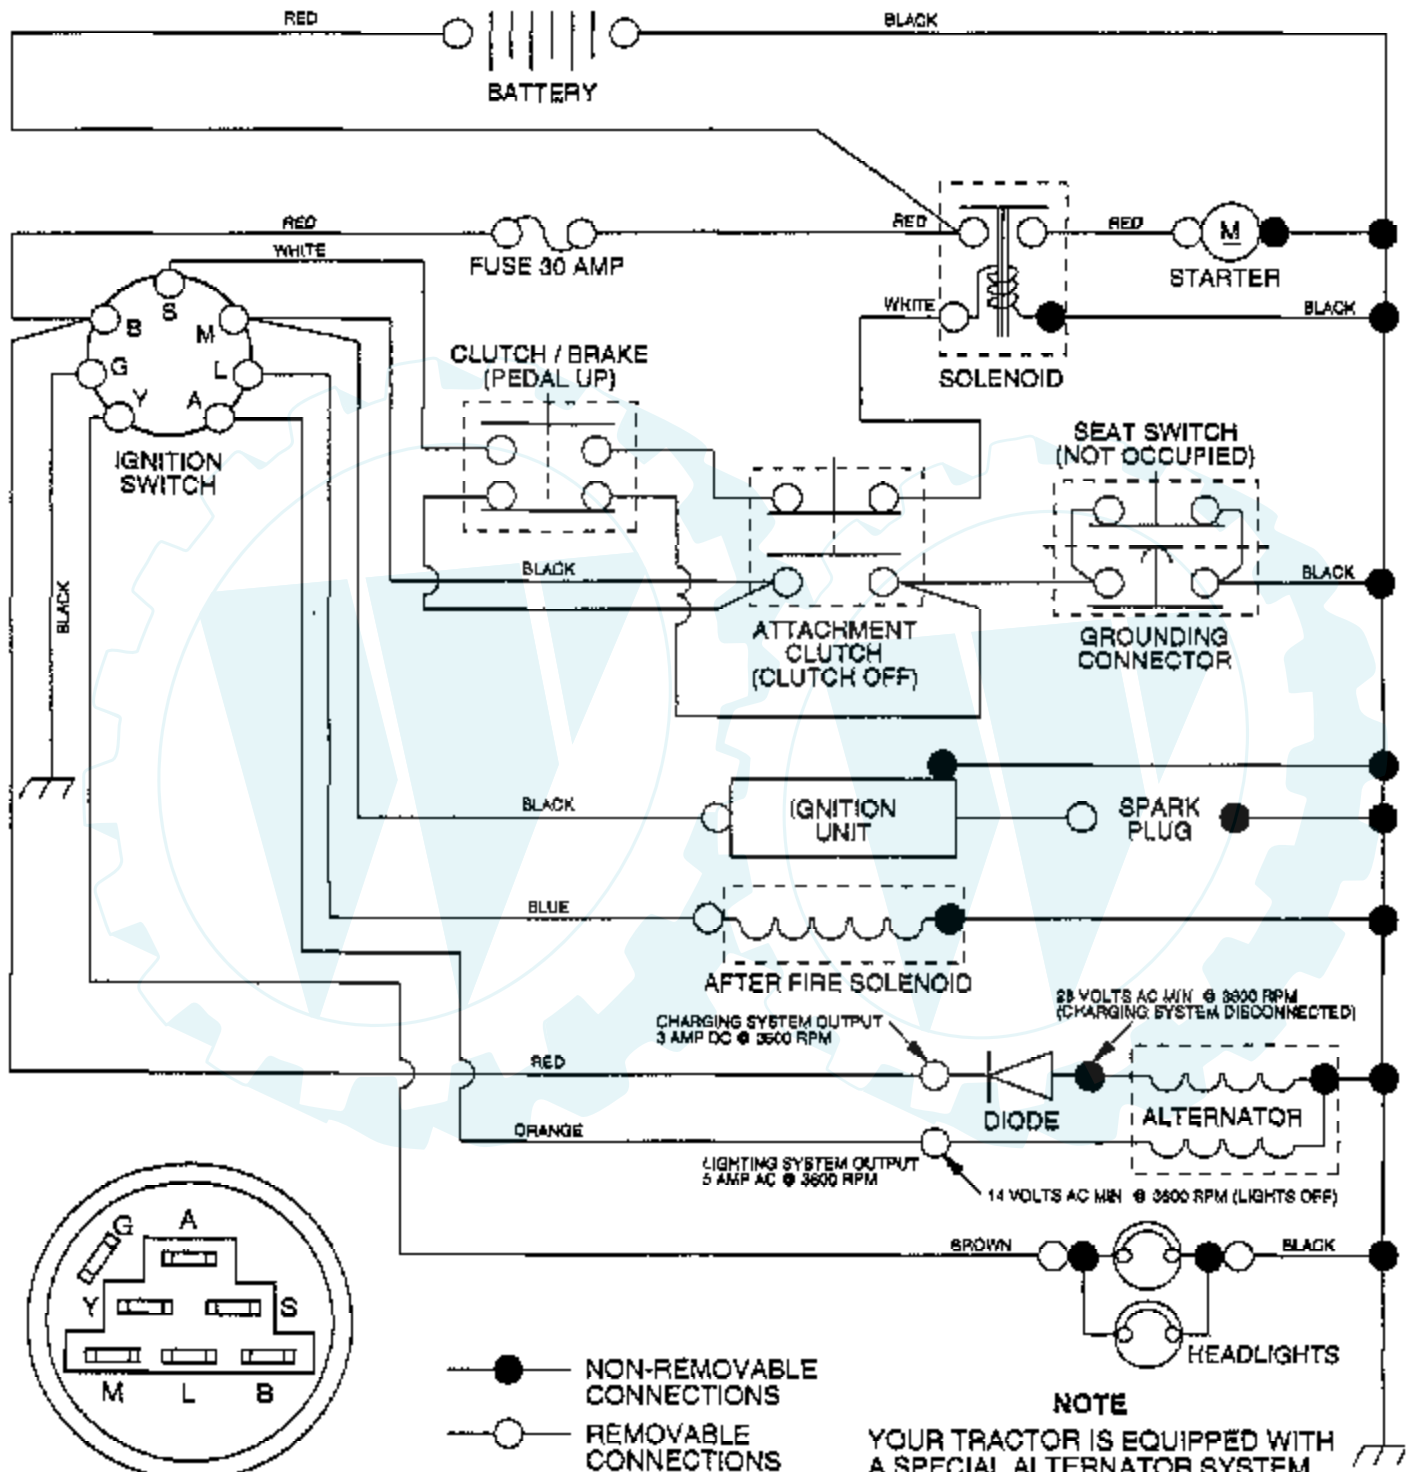 RED
BLACK
BATTERY
RED
WHITE
FUSE 30 AMP
RED
RED
M
STARTER
S
B
M
G
L
Y
A
IGNITION
SWITCH
WHITE
BLACK
SOLENOID
CLUTCH / BRAKE
(PEDAL UP)
SEAT SWITCH
(NOT OCCUPIED)
BLACK
BLACK
BLACK
ATTACHMENT
CLUTCH
(CLUTCH OFF)
GROUNDING
CONNECTOR
BLACK
IGNITION
UNIT
SPARK
PLUG
BLUE
AFTER FIRE SOLENOID
CHARGING SYSTEM OUTPUT
3 AMP DC @ 3600 RPM
28 VOLTS AC MIN @ 3600 RPM
(CHARGING SYSTEM DISCONNECTED)
RED
DIODE
ALTERNATOR
ORANGE
LIGHTING SYSTEM OUTPUT
5 AMP AC @ 3600 RPM
14 VOLTS AC MIN @ 3600 RPM (LIGHTS OFF)
BROWN
BLACK
HEADLIGHTS
G
A
Y
S
M
L
B
NON-REMOVABLE
CONNECTIONS
REMOVABLE
CONNECTIONS
NOTE
YOUR TRACTOR IS EQUIPPED WITH
A SPECIAL ALTERNATOR SYSTEM